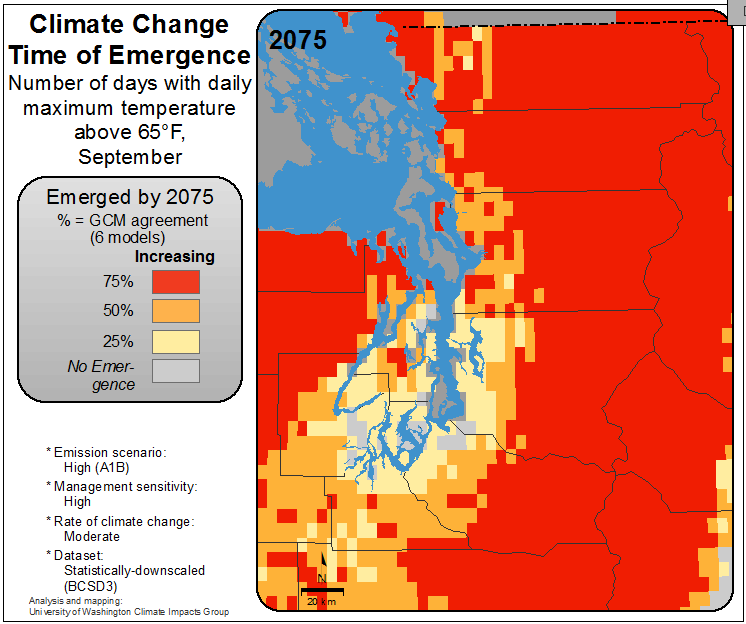 Climate Change
Time of Emergence
Number of days with daily
maximum temperature
above 65°F,
September
2075
Emerged by 2075
% = GCM agreement
(6 models)
Increasing
75%
50%
25%
No Emer-
gence
* Emission scenario:
High (A1B)
* Management sensitivity:
High
* Rate of climate change:
Moderate
* Dataset:
Statistically-downscaled
(BCSD3)
Analysis and mapping:
University of Washington Climate Impacts Group
N
20 km